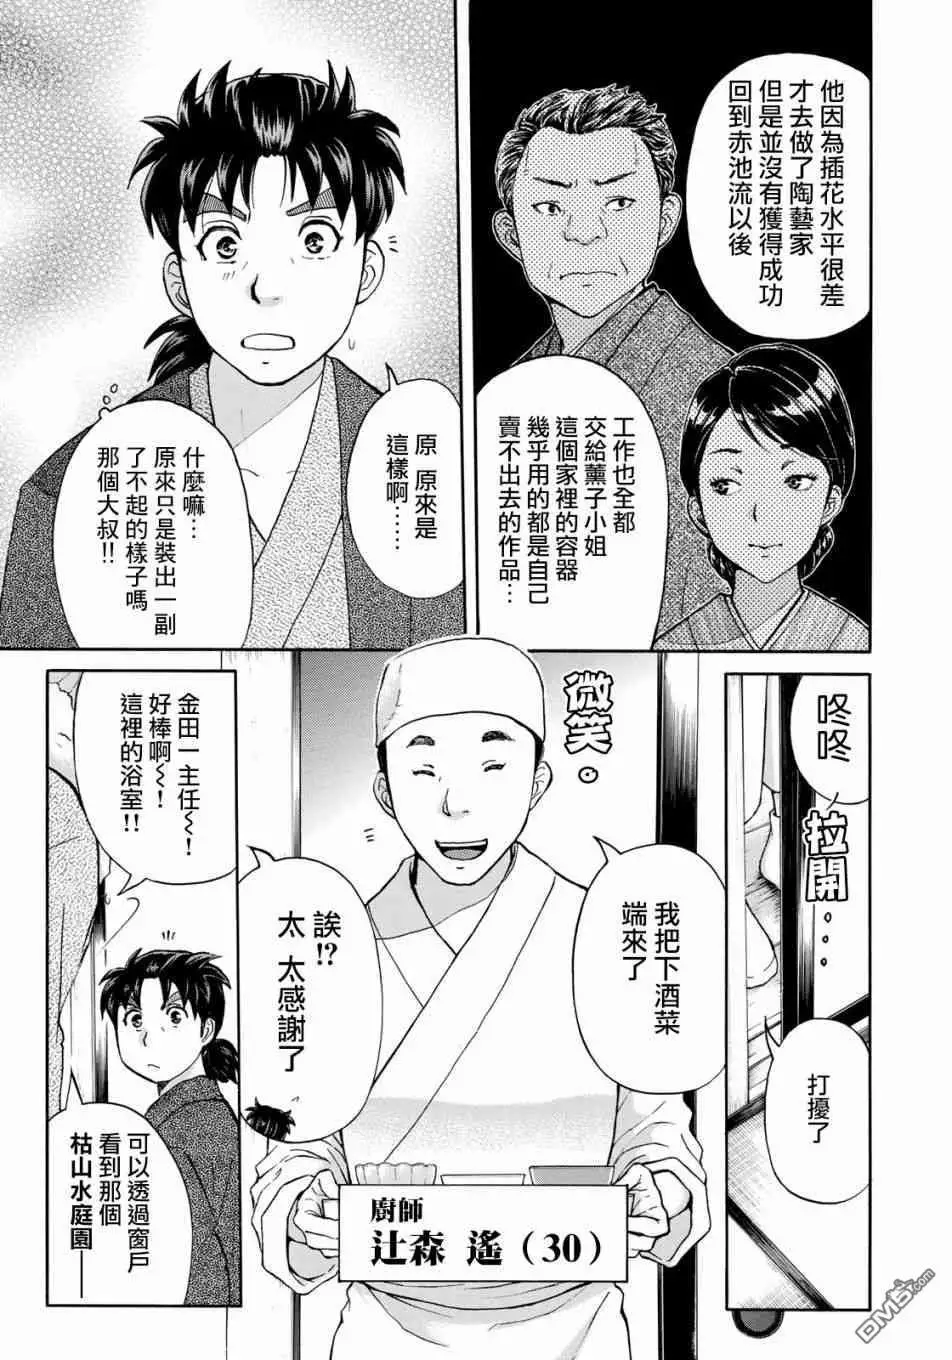 他因為插花水平很差
才去做了陶藝家
但是並沒有獲得成功
回到赤池流以後
工作也全都
交給薰子小姐
這個家裡的容器
幾乎用的都是自己
賣不出去的作品…
原 原來是
這樣啊……
什麼嘛…
原來只是裝出一副
了不起的樣子嗎
那個大叔!!
咚咚
拉開…
打擾了
微笑。
我把下酒菜
端來了
誒!?
太 太感謝了
廚師
辻森 遙（30）
金田一主任~！
好棒啊~！
這裡的浴室!!
可以透過窗戶
看到那個
枯山水庭園——
DM5.com